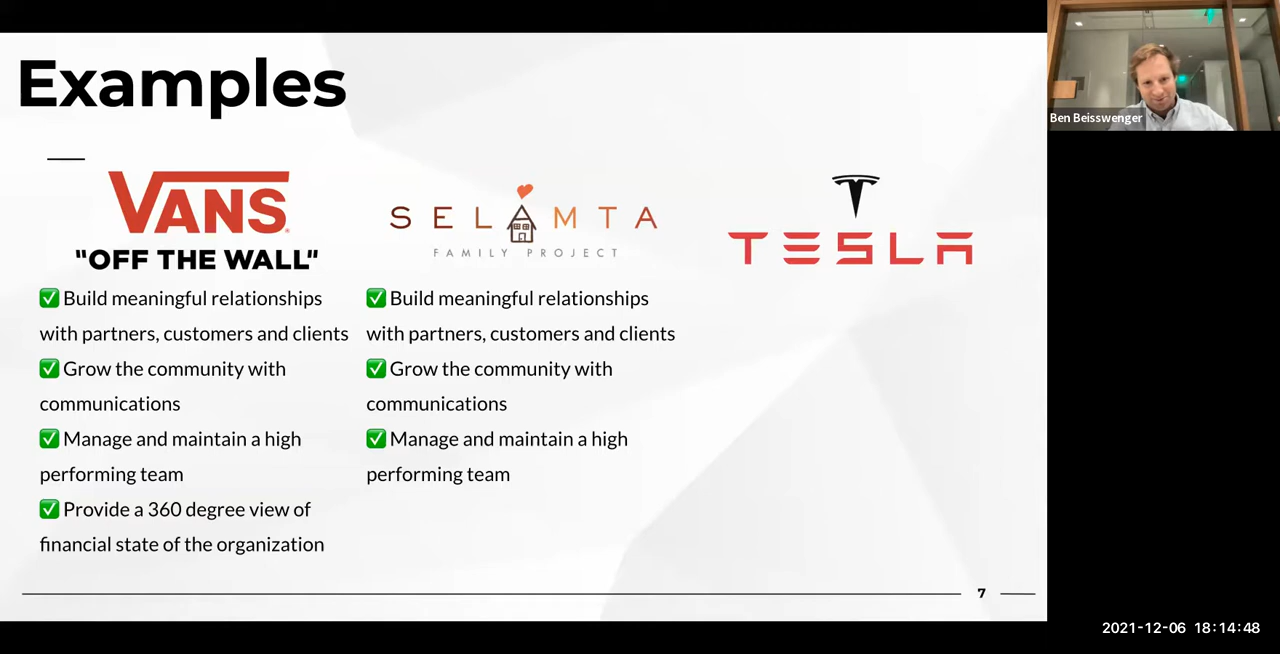 Examples
VANS
"OFF THE WALL"
✅ Build meaningful relationships
with partners, customers and clients
✅ Grow the community with
communications
✅ Manage and maintain a high
performing team
✅ Provide a 360 degree view of
financial state of the organization
SELAMTA
FAMILY PROJECT
✅ Build meaningful relationships
with partners, customers and clients
✅ Grow the community with
communications
✅ Manage and maintain a high
performing team
TESLA
7
Ben Beisswenger
2021-12-06 18:14:48